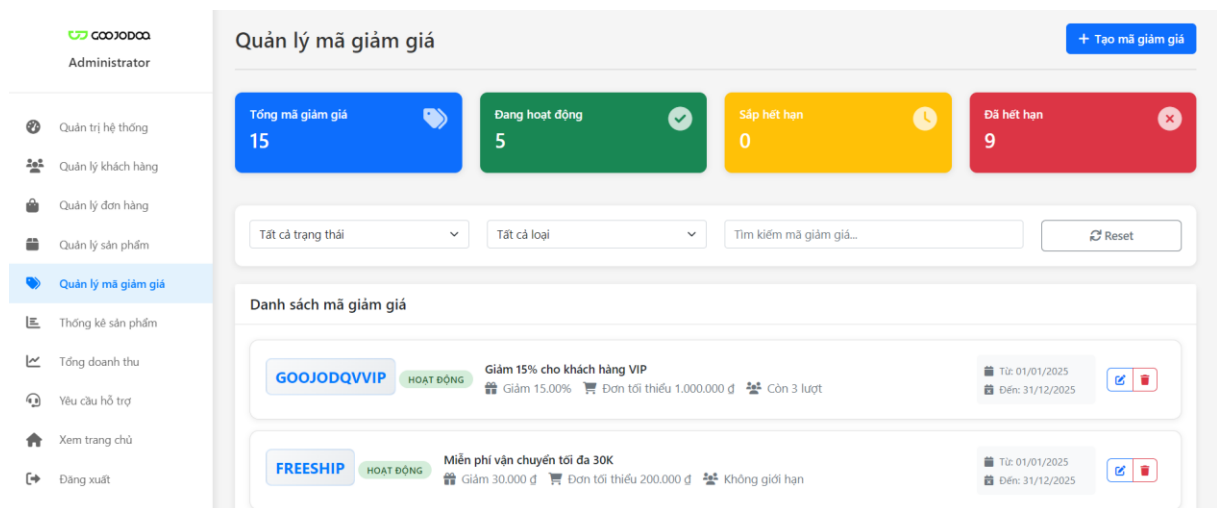 GOOJODOQ
Administrator
Quản trị hệ thống
Quản lý khách hàng
Quản lý đơn hàng
Quản lý sản phẩm
Quản lý mã giảm giá
Thống kê sản phẩm
Tổng doanh thu
Yêu cầu hỗ trợ
Xem trang chủ
Đăng xuất
Quản lý mã giảm giá
+ Tạo mã giảm giá
Tổng mã giảm giá
15
Đang hoạt động
5
Sắp hết hạn
0
Đã hết hạn
9
Tất cả trạng thái
Tất cả loại
Tìm kiếm mã giảm giá...
Reset
Danh sách mã giảm giá
GOOJODQVVIP
HOẠT ĐỘNG
Giảm 15% cho khách hàng VIP
Giảm 15.00% Đơn tối thiểu 1.000.000 ₫ Còn 3 lượt
Từ: 01/01/2025
Đến: 31/12/2025
FREESHIP
HOẠT ĐỘNG
Miễn phí vận chuyển tối đa 30K
Giảm 30.000 ₫ Đơn tối thiểu 200.000 ₫ Không giới hạn
Từ: 01/01/2025
Đến: 31/12/2025